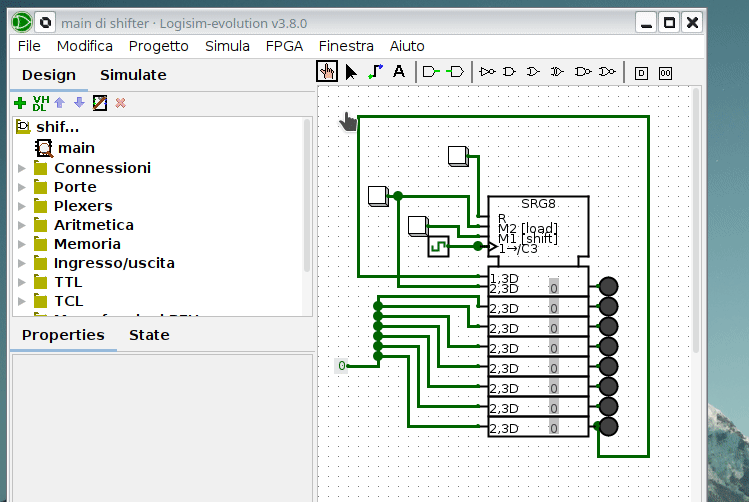 main di shifter · Logisim-evolution v3.8.0
File Modifica Progetto Simula FPGA Finestra Aiuto
Design Simulate
VH
DL
shif...
main
Connessioni
Porte
Plexers
Aritmetica
Memoria
Ingresso/uscita
TTL
TCL
Properties State
A
D
00
SRG8
R
M2 [load]
M1 [shift]
1→/C3
1,3D
2,3D 0
2,3D 0
2,3D 0
2,3D 0
2,3D 0
2,3D 0
2,3D 0
2,3D 0
0